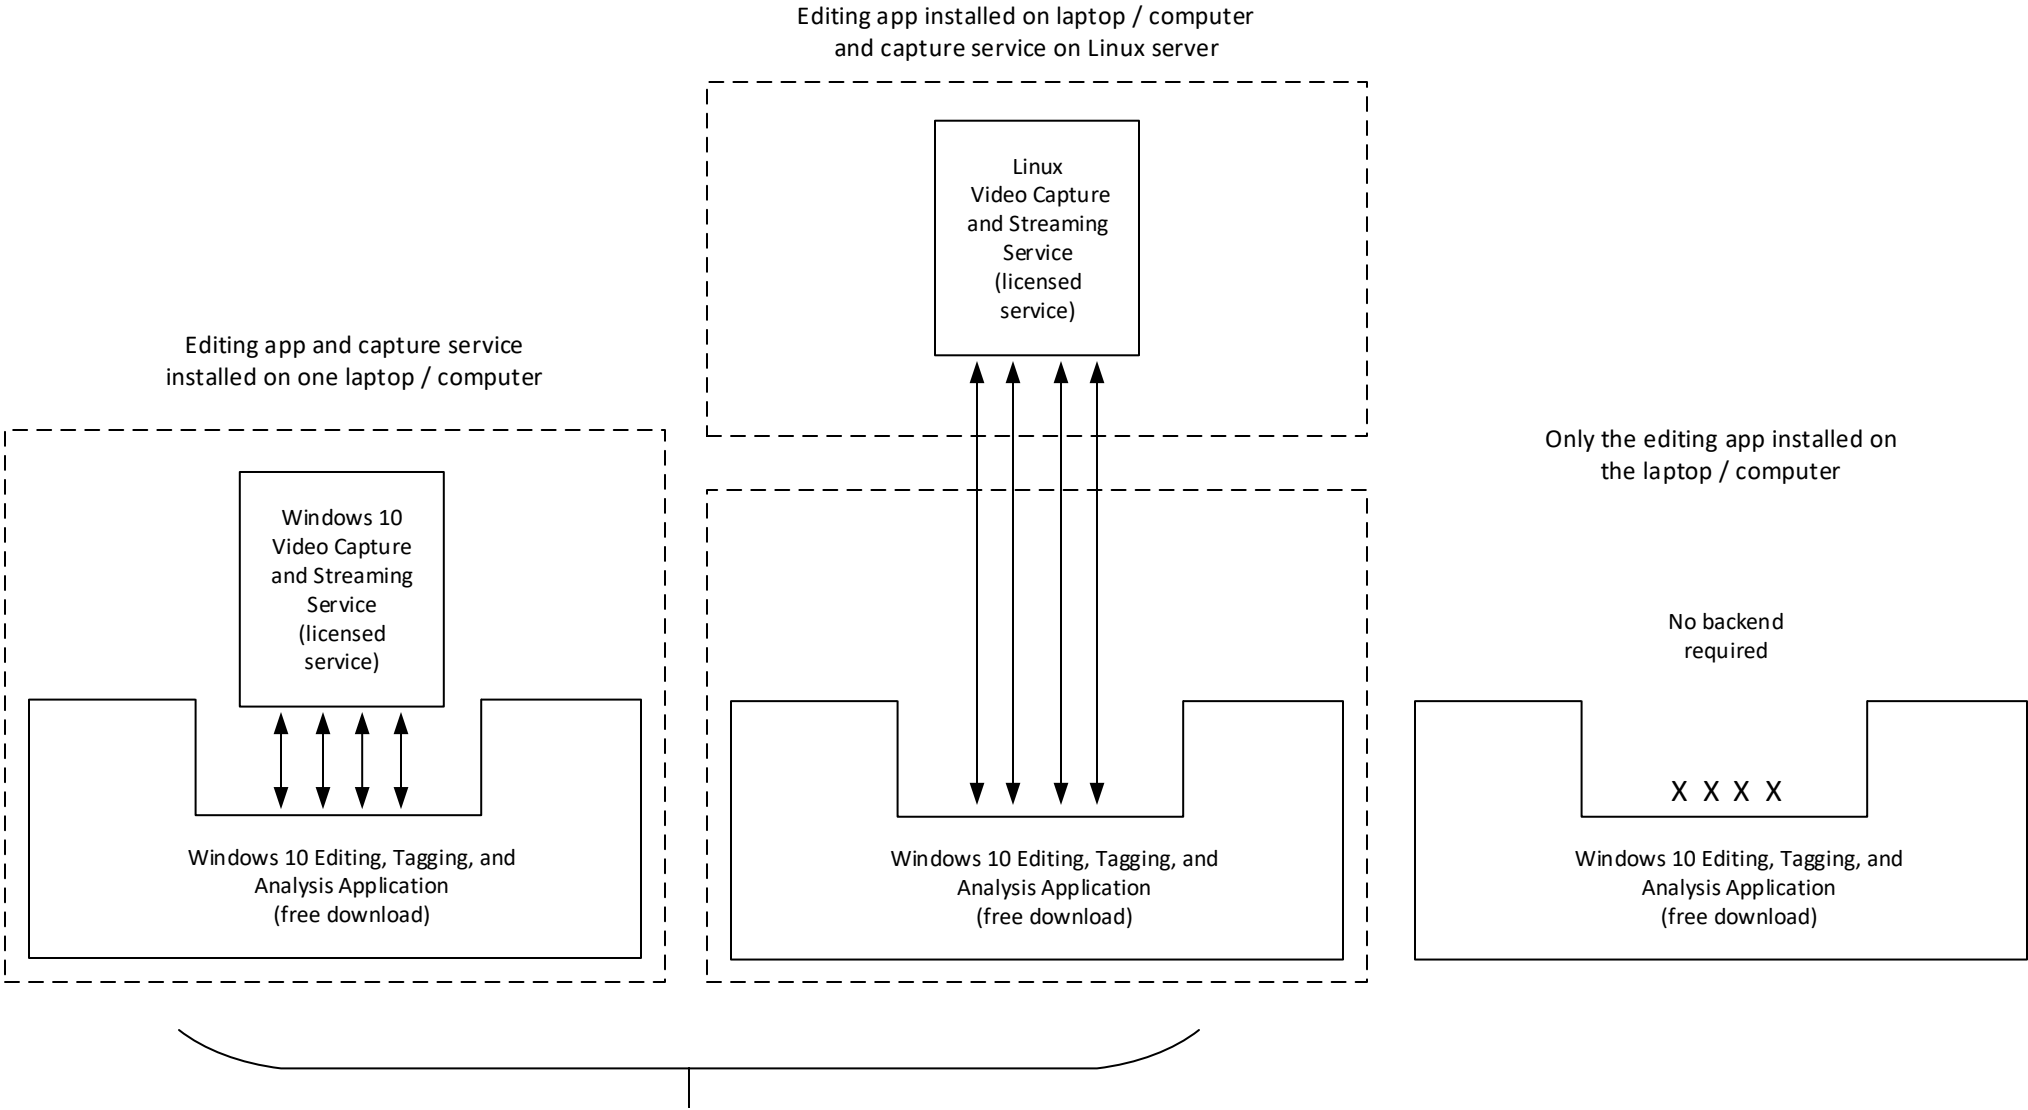 Editing app installed on laptop / computer
and capture service on Linux server
Linux
Video Capture
and Streaming
Service
(licensed
service)
Editing app and capture service
installed on one laptop / computer
Windows 10
Video Capture
and Streaming
Service
(licensed
service)
Only the editing app installed on
the laptop / computer
No backend
required
X X X X
Windows 10 Editing, Tagging, and
Analysis Application
(free download)
Windows 10 Editing, Tagging, and
Analysis Application
(free download)
Windows 10 Editing, Tagging, and
Analysis Application
(free download)